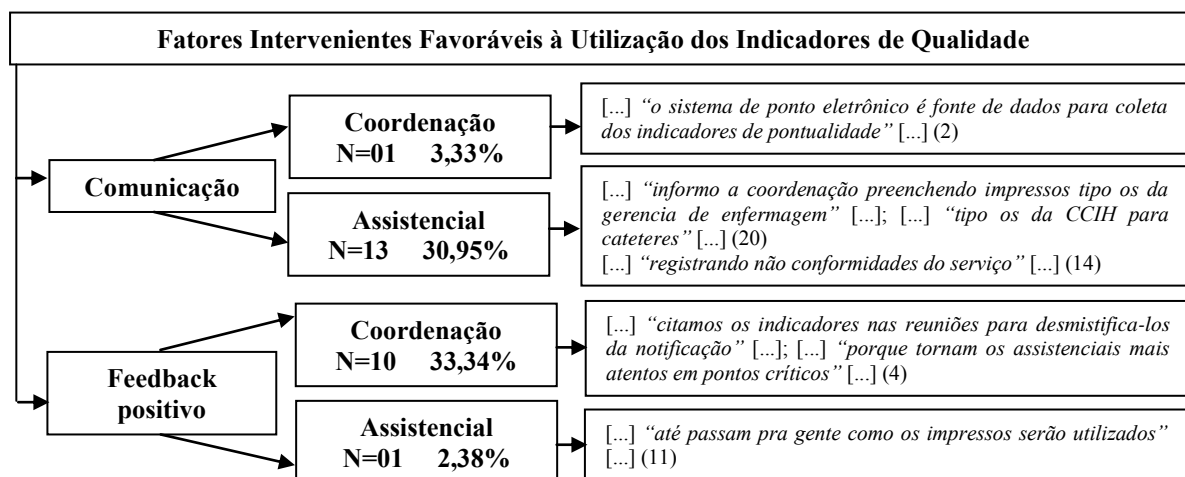 Fatores Intervenientes Favoráveis à Utilização dos Indicadores de Qualidade
Comunicação
Coordenação
N=01 3,33%
[...] “o sistema de ponto eletrônico é fonte de dados para coleta
dos indicadores de pontualidade” [...] (2)
Assistencial
N=13 30,95%
[...] “informo a coordenação preenchendo impressos tipo os da
gerencia de enfermagem” [...]; [...] “tipo os da CCIH para
cateteres” [...] (20)
[...] “registrando não conformidades do serviço” [...] (14)
Feedback
positivo
Coordenação
N=10 33,34%
[...] “citamos os indicadores nas reuniões para desmistifica-los
da notificação” [...]; [...] “porque tornam os assistenciais mais
atentos em pontos críticos” [...] (4)
Assistencial
N=01 2,38%
[...] “até passam pra gente como os impressos serão utilizados”
[...] (11)